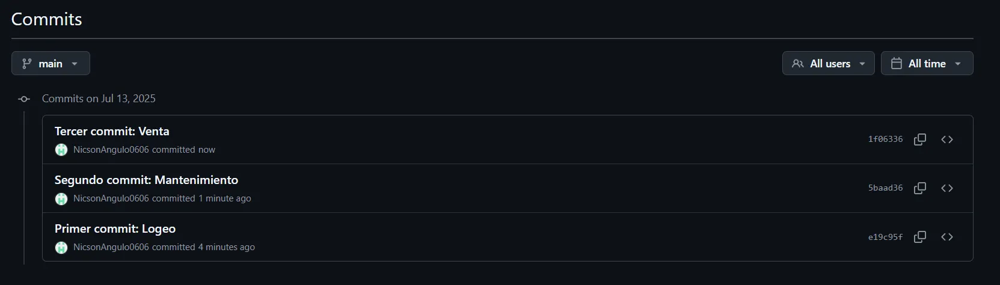 Commits
main
All users
All time
Commits on Jul 13, 2025
Tercer commit: Venta
NicsonAngulo0606 committed now
1f06336
Segundo commit: Mantenimiento
NicsonAngulo0606 committed 1 minute ago
5baad36
Primer commit: Logeo
NicsonAngulo0606 committed 4 minutes ago
e19c95f